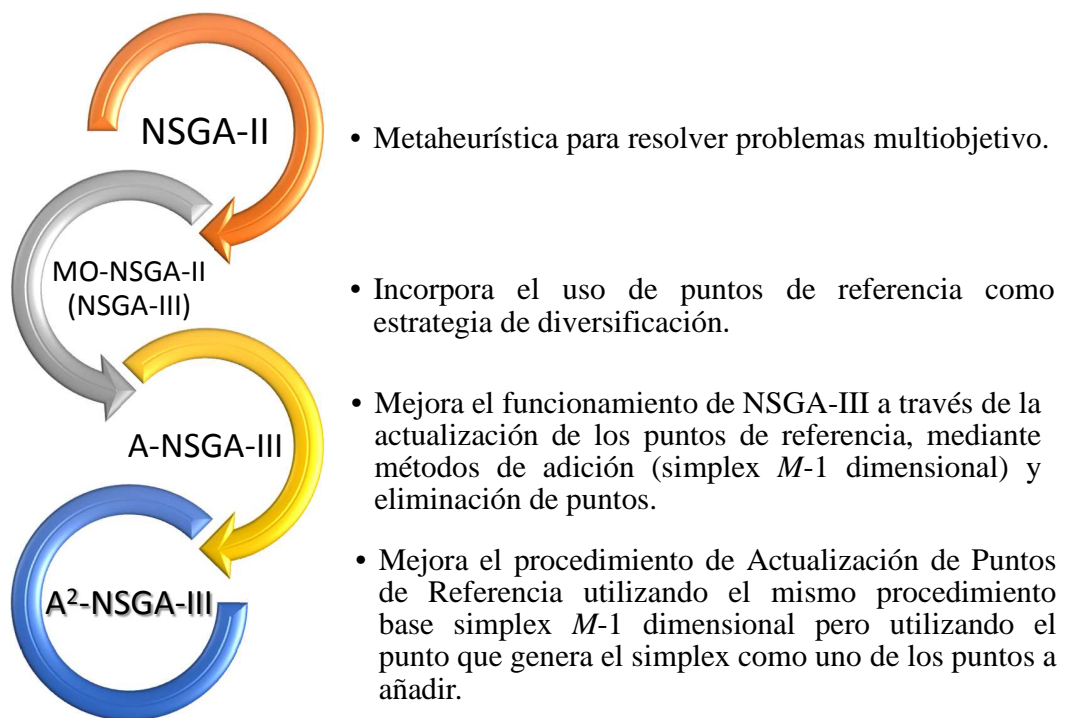 NSGA-II
• Metaheurística para resolver problemas multiobjetivo.
MO-NSGA-II
(NSGA-III)
• Incorpora el uso de puntos de referencia como
estrategia de diversificación.
A-NSGA-III
• Mejora el funcionamiento de NSGA-III a través de la
actualización de los puntos de referencia, mediante
métodos de adición (simplex M-1 dimensional) y
eliminación de puntos.
A²-NSGA-III
• Mejora el procedimiento de Actualización de Puntos
de Referencia utilizando el mismo procedimiento
base simplex M-1 dimensional pero utilizando el
punto que genera el simplex como uno de los puntos a
añadir.